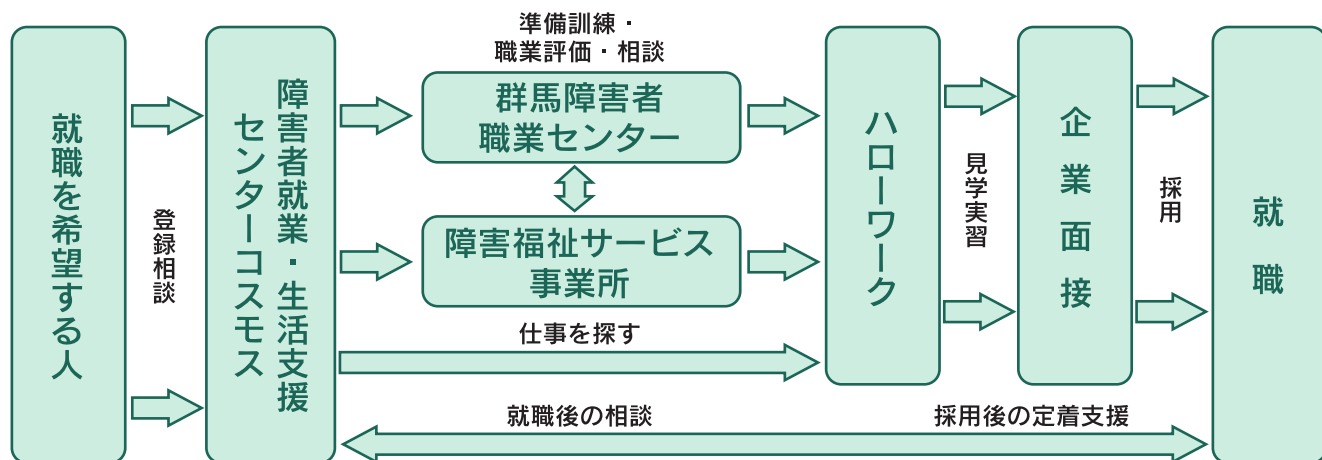 就職を希望する人
登録相談
障害者就業・生活支援
センターコスモス
準備訓練・
職業評価・相談
群馬障害者
職業センター
障害福祉サービス
事業所
仕事を探す
ハローワーク
見学実習
企業面接
採用
就職
就職後の相談
採用後の定着支援